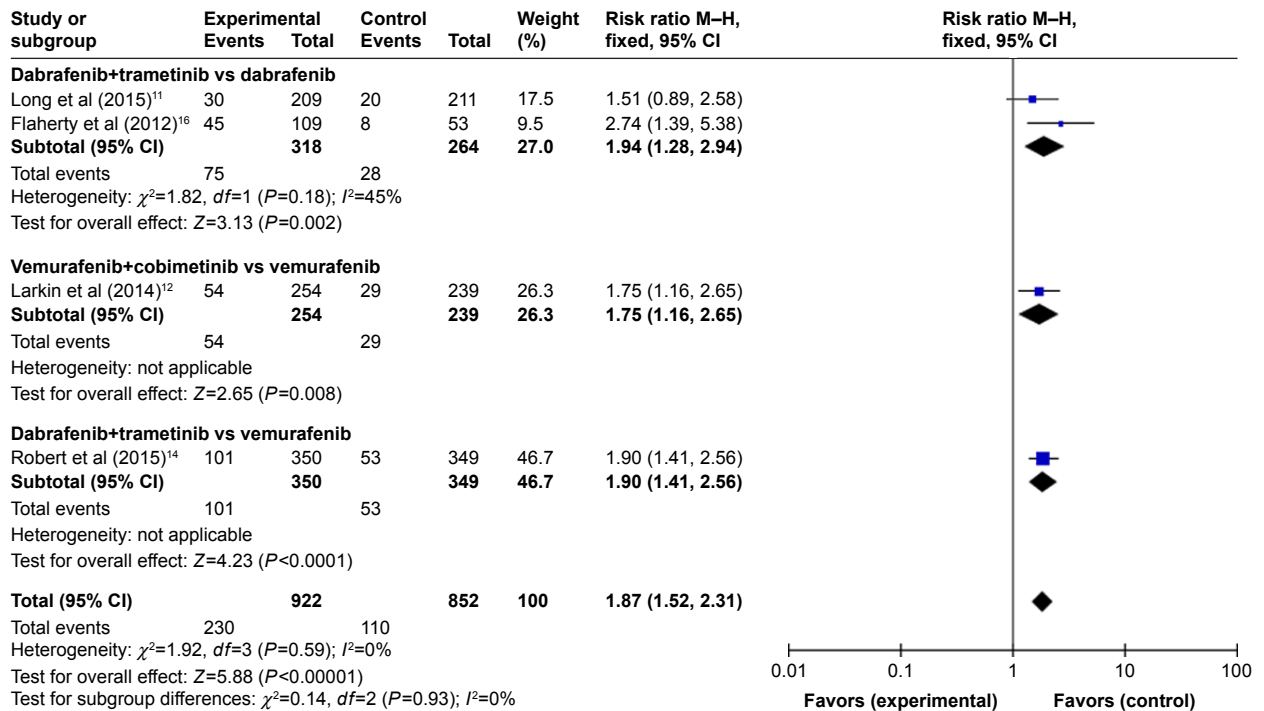 Study or subgroup Experimental Events Total Control Events Total Weight (%) Risk ratio M–H, fixed, 95% CI Risk ratio M–H, fixed, 95% CI
Dabrafenib+trametinib vs dabrafenib
Long et al (2015)¹¹ 30 209 20 211 17.5 1.51 (0.89, 2.58)
Flaherty et al (2012)¹⁶ 45 109 8 53 9.5 2.74 (1.39, 5.38)
Subtotal (95% CI) 318 264 27.0 1.94 (1.28, 2.94)
Total events 75 28
Heterogeneity: χ²=1.82, df=1 (P=0.18); I²=45%
Test for overall effect: Z=3.13 (P=0.002)
Vemurafenib+cobimetinib vs vemurafenib
Larkin et al (2014)¹² 54 254 29 239 26.3 1.75 (1.16, 2.65)
Subtotal (95% CI) 254 239 26.3 1.75 (1.16, 2.65)
Total events 54 29
Heterogeneity: not applicable
Test for overall effect: Z=2.65 (P=0.008)
Dabrafenib+trametinib vs vemurafenib
Robert et al (2015)¹⁴ 101 350 53 349 46.7 1.90 (1.41, 2.56)
Subtotal (95% CI) 350 349 46.7 1.90 (1.41, 2.56)
Total events 101 53
Heterogeneity: not applicable
Test for overall effect: Z=4.23 (P<0.0001)
Total (95% CI) 922 852 100 1.87 (1.52, 2.31)
Total events 230 110
Heterogeneity: χ²=1.92, df=3 (P=0.59); I²=0%
Test for overall effect: Z=5.88 (P<0.00001)
Test for subgroup differences: χ²=0.14, df=2 (P=0.93); I²=0%
0.01 0.1 1 10 100
Favors (experimental) Favors (control)